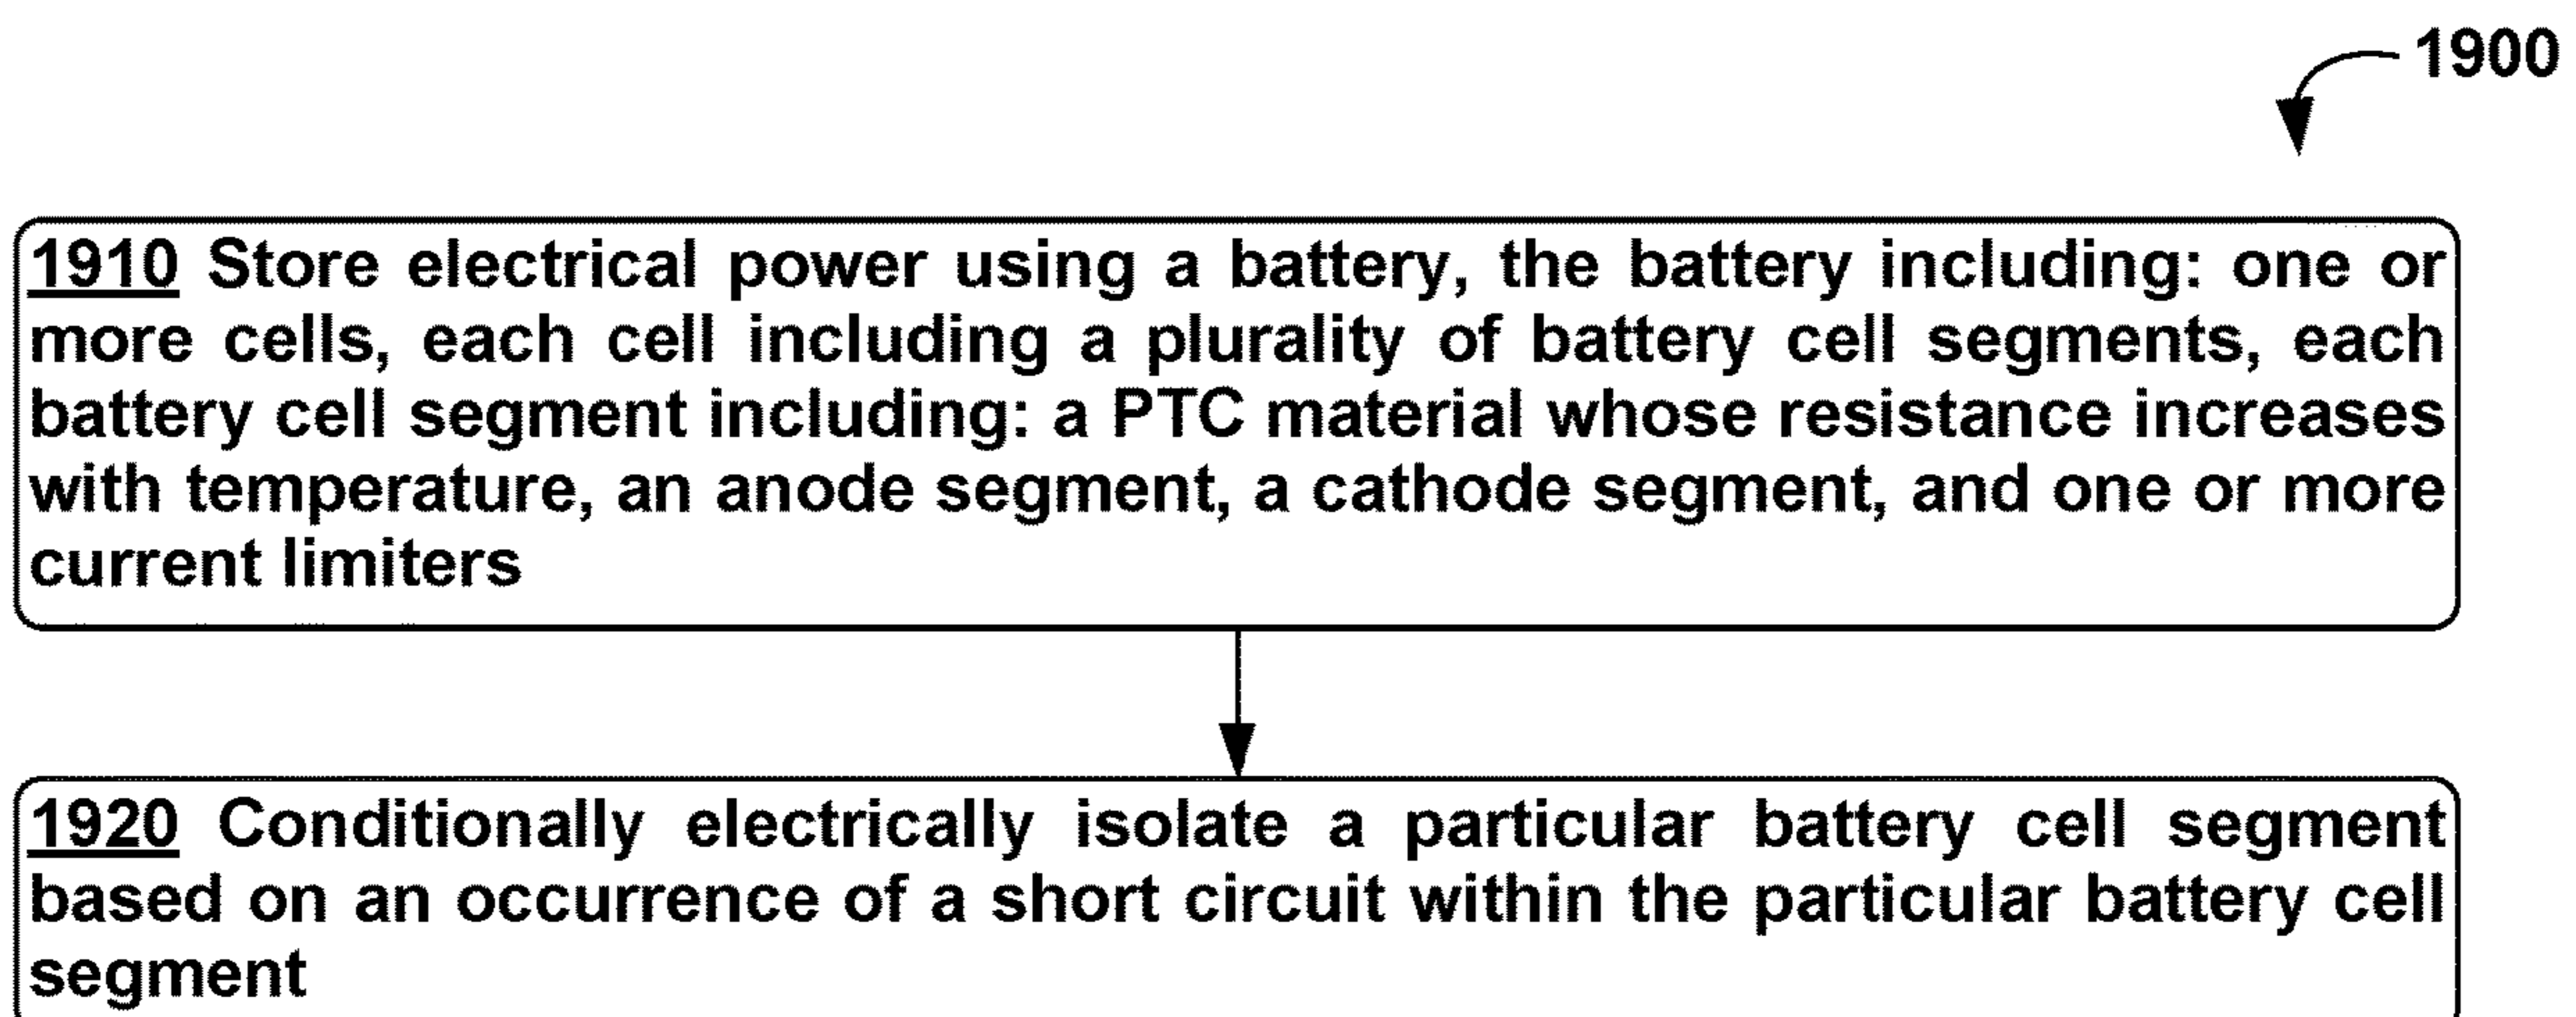 1900
1910 Store electrical power using a battery, the battery including: one or
more cells, each cell including a plurality of battery cell segments, each
battery cell segment including: a PTC material whose resistance increases
with temperature, an anode segment, a cathode segment, and one or more
current limiters
1920 Conditionally electrically isolate a particular battery cell segment
based on an occurrence of a short circuit within the particular battery cell
segment